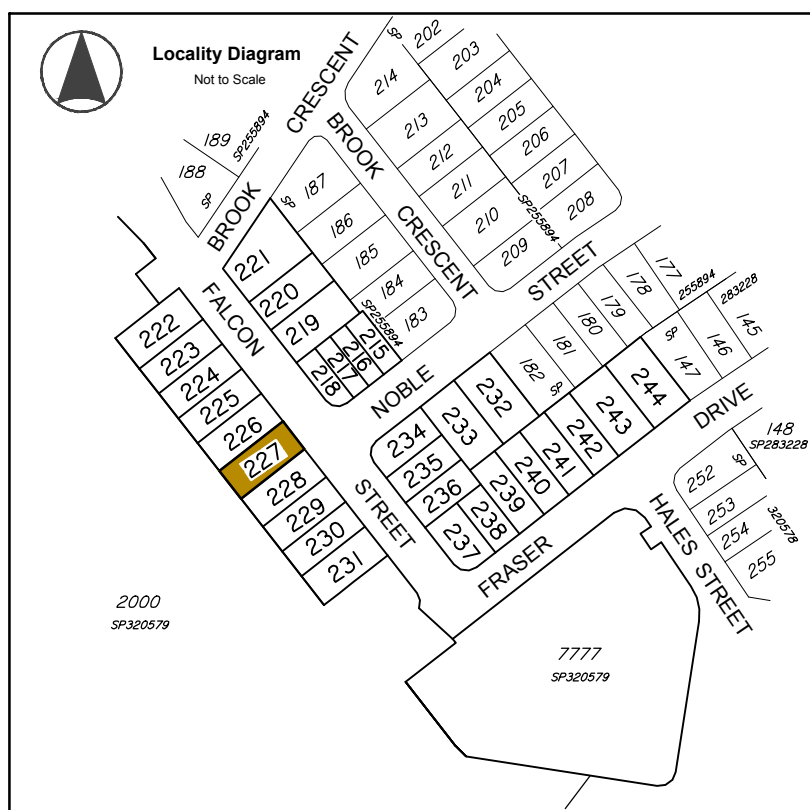 Locality Diagram
Not to Scale
BROOK
CRESCENT
BROOK
CRESCENT
SP
202
203
204
205
206
207
208
214
213
212
211
210
209
SP255894
189
SP255894
188
SP
SP
187
186
185
184
183
SP255894
221
220
219
218
217
216
215
FALCON
STREET
NOBLE
STREET
222
223
224
225
226
227
228
229
230
231
177
178
179
180
181
182
SP
255894
283228
145
146
147
SP
232
233
234
235
236
237
238
239
240
241
242
243
244
FRASER
DRIVE
148
SP283228
SP
252
253
254
255
320578
HALES STREET
2000
SP320579
7777
SP320579